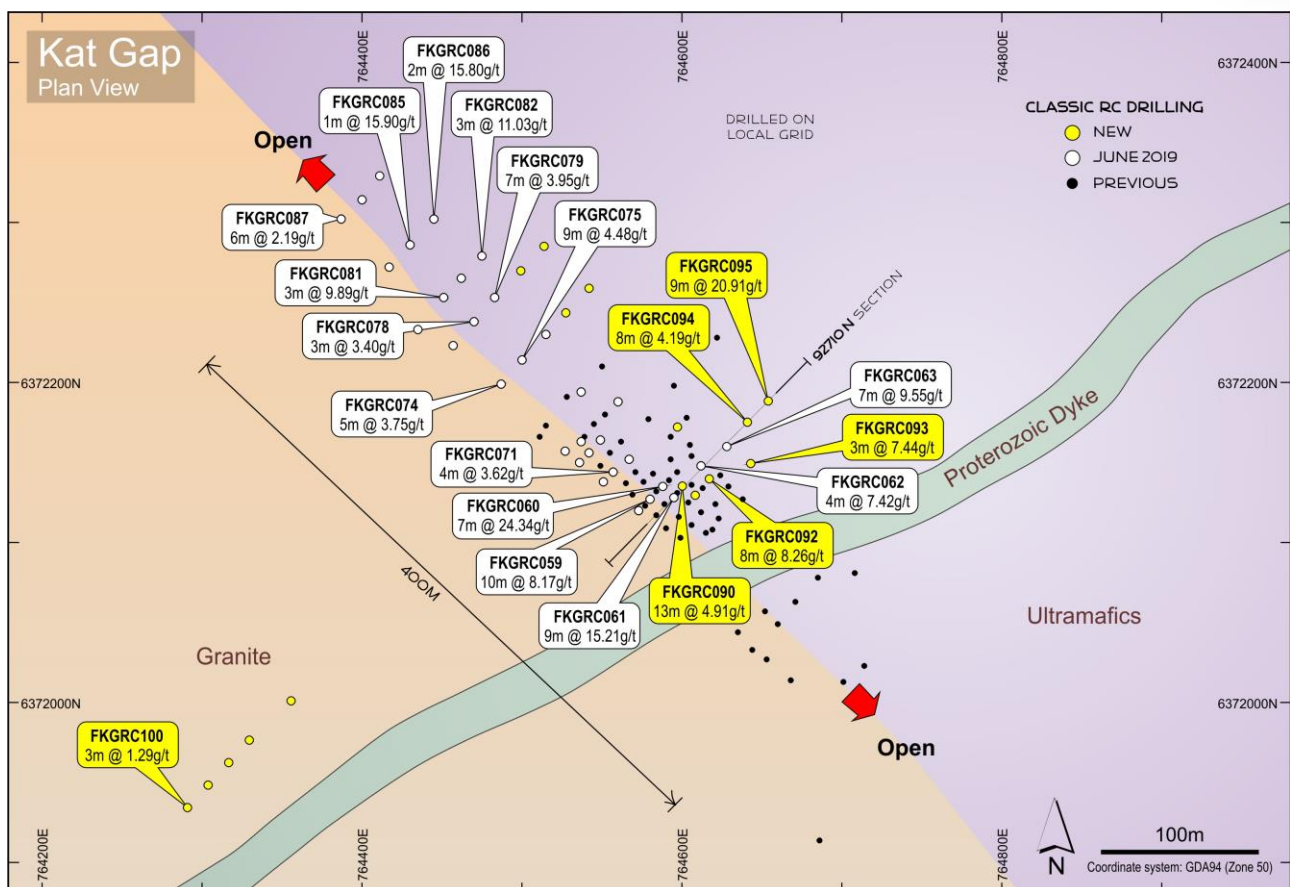 Kat Gap
Plan View
764400E
764600E
764800E
6372400N
6372400N
FKGRC086
2m @ 15.80g/t
FKGRC085
1m @ 15.90g/t
FKGRC082
3m @ 11.03g/t
FKGRC079
7m @ 3.95g/t
FKGRC075
9m @ 4.48g/t
Open
DRILLED ON
LOCAL GRID
CLASSIC RC DRILLING
NEW
JUNE 2019
PREVIOUS
FKGRC087
6m @ 2.19g/t
FKGRC081
3m @ 9.89g/t
FKGRC078
3m @ 3.40g/t
FKGRC095
9m @ 20.91g/t
FKGRC094
8m @ 4.19g/t
92710N SECTION
6372200N
6372200N
FKGRC063
7m @ 9.55g/t
FKGRC074
5m @ 3.75g/t
FKGRC093
3m @ 7.44g/t
FKGRC071
4m @ 3.62g/t
FKGRC062
4m @ 7.42g/t
FKGRC060
7m @ 24.34g/t
FKGRC092
8m @ 8.26g/t
FKGRC059
10m @ 8.17g/t
FKGRC090
13m @ 4.91g/t
FKGRC061
9m @ 15.21g/t
Proterozoic Dyke
400M
Ultramafics
Granite
6372000N
FKGRC100
3m @ 1.29g/t
Open
764200E
764400E
764600E
764800E
N
100m
Coordinate system: GDA94 (Zone 50)